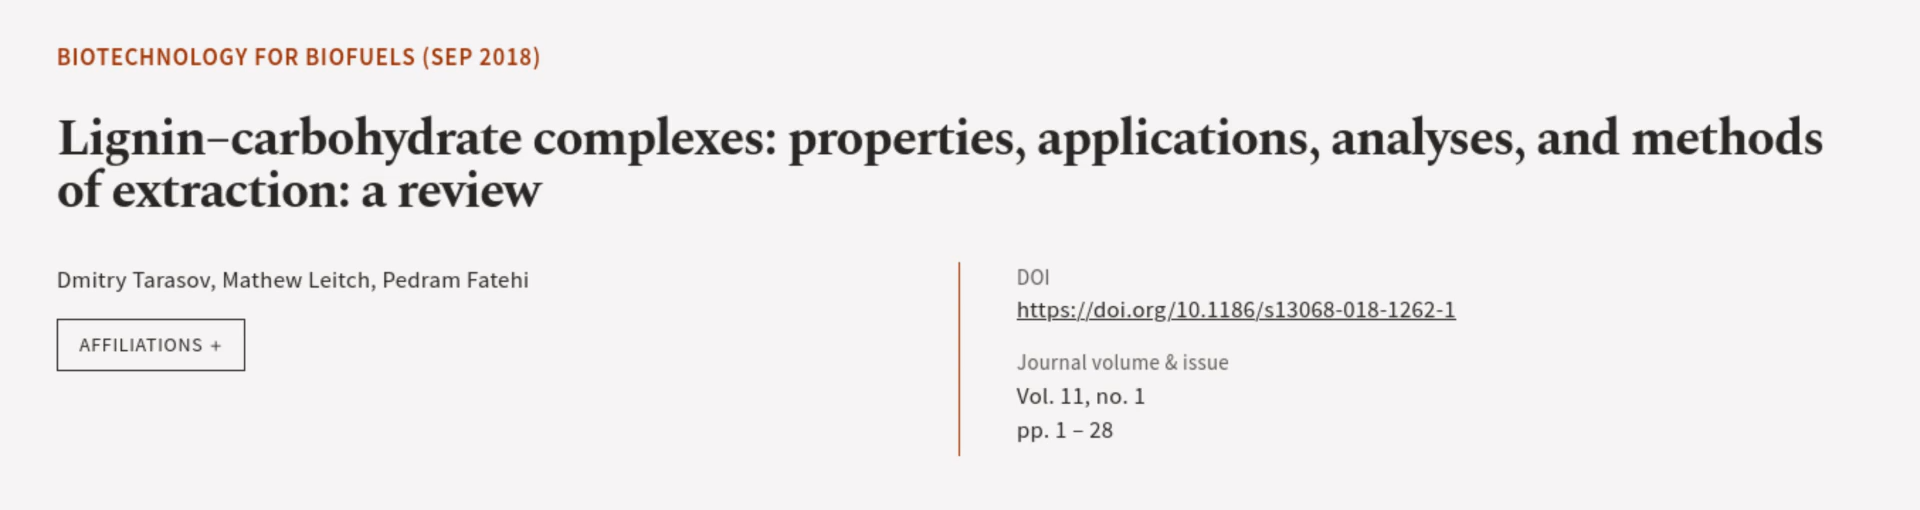 BIOTECHNOLOGY FOR BIOFUELS (SEP 2018)
Lignin–carbohydrate complexes: properties, applications, analyses, and methods
of extraction: a review
Dmitry Tarasov, Mathew Leitch, Pedram Fatehi
AFFILIATIONS +
DOI
https://doi.org/10.1186/s13068-018-1262-1
Journal volume & issue
Vol. 11, no. 1
pp. 1 – 28